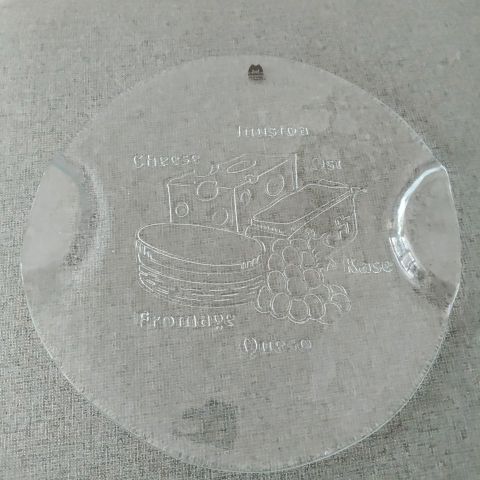 Juustoa
Cheese
Ost
Käse
Fromage
Queso